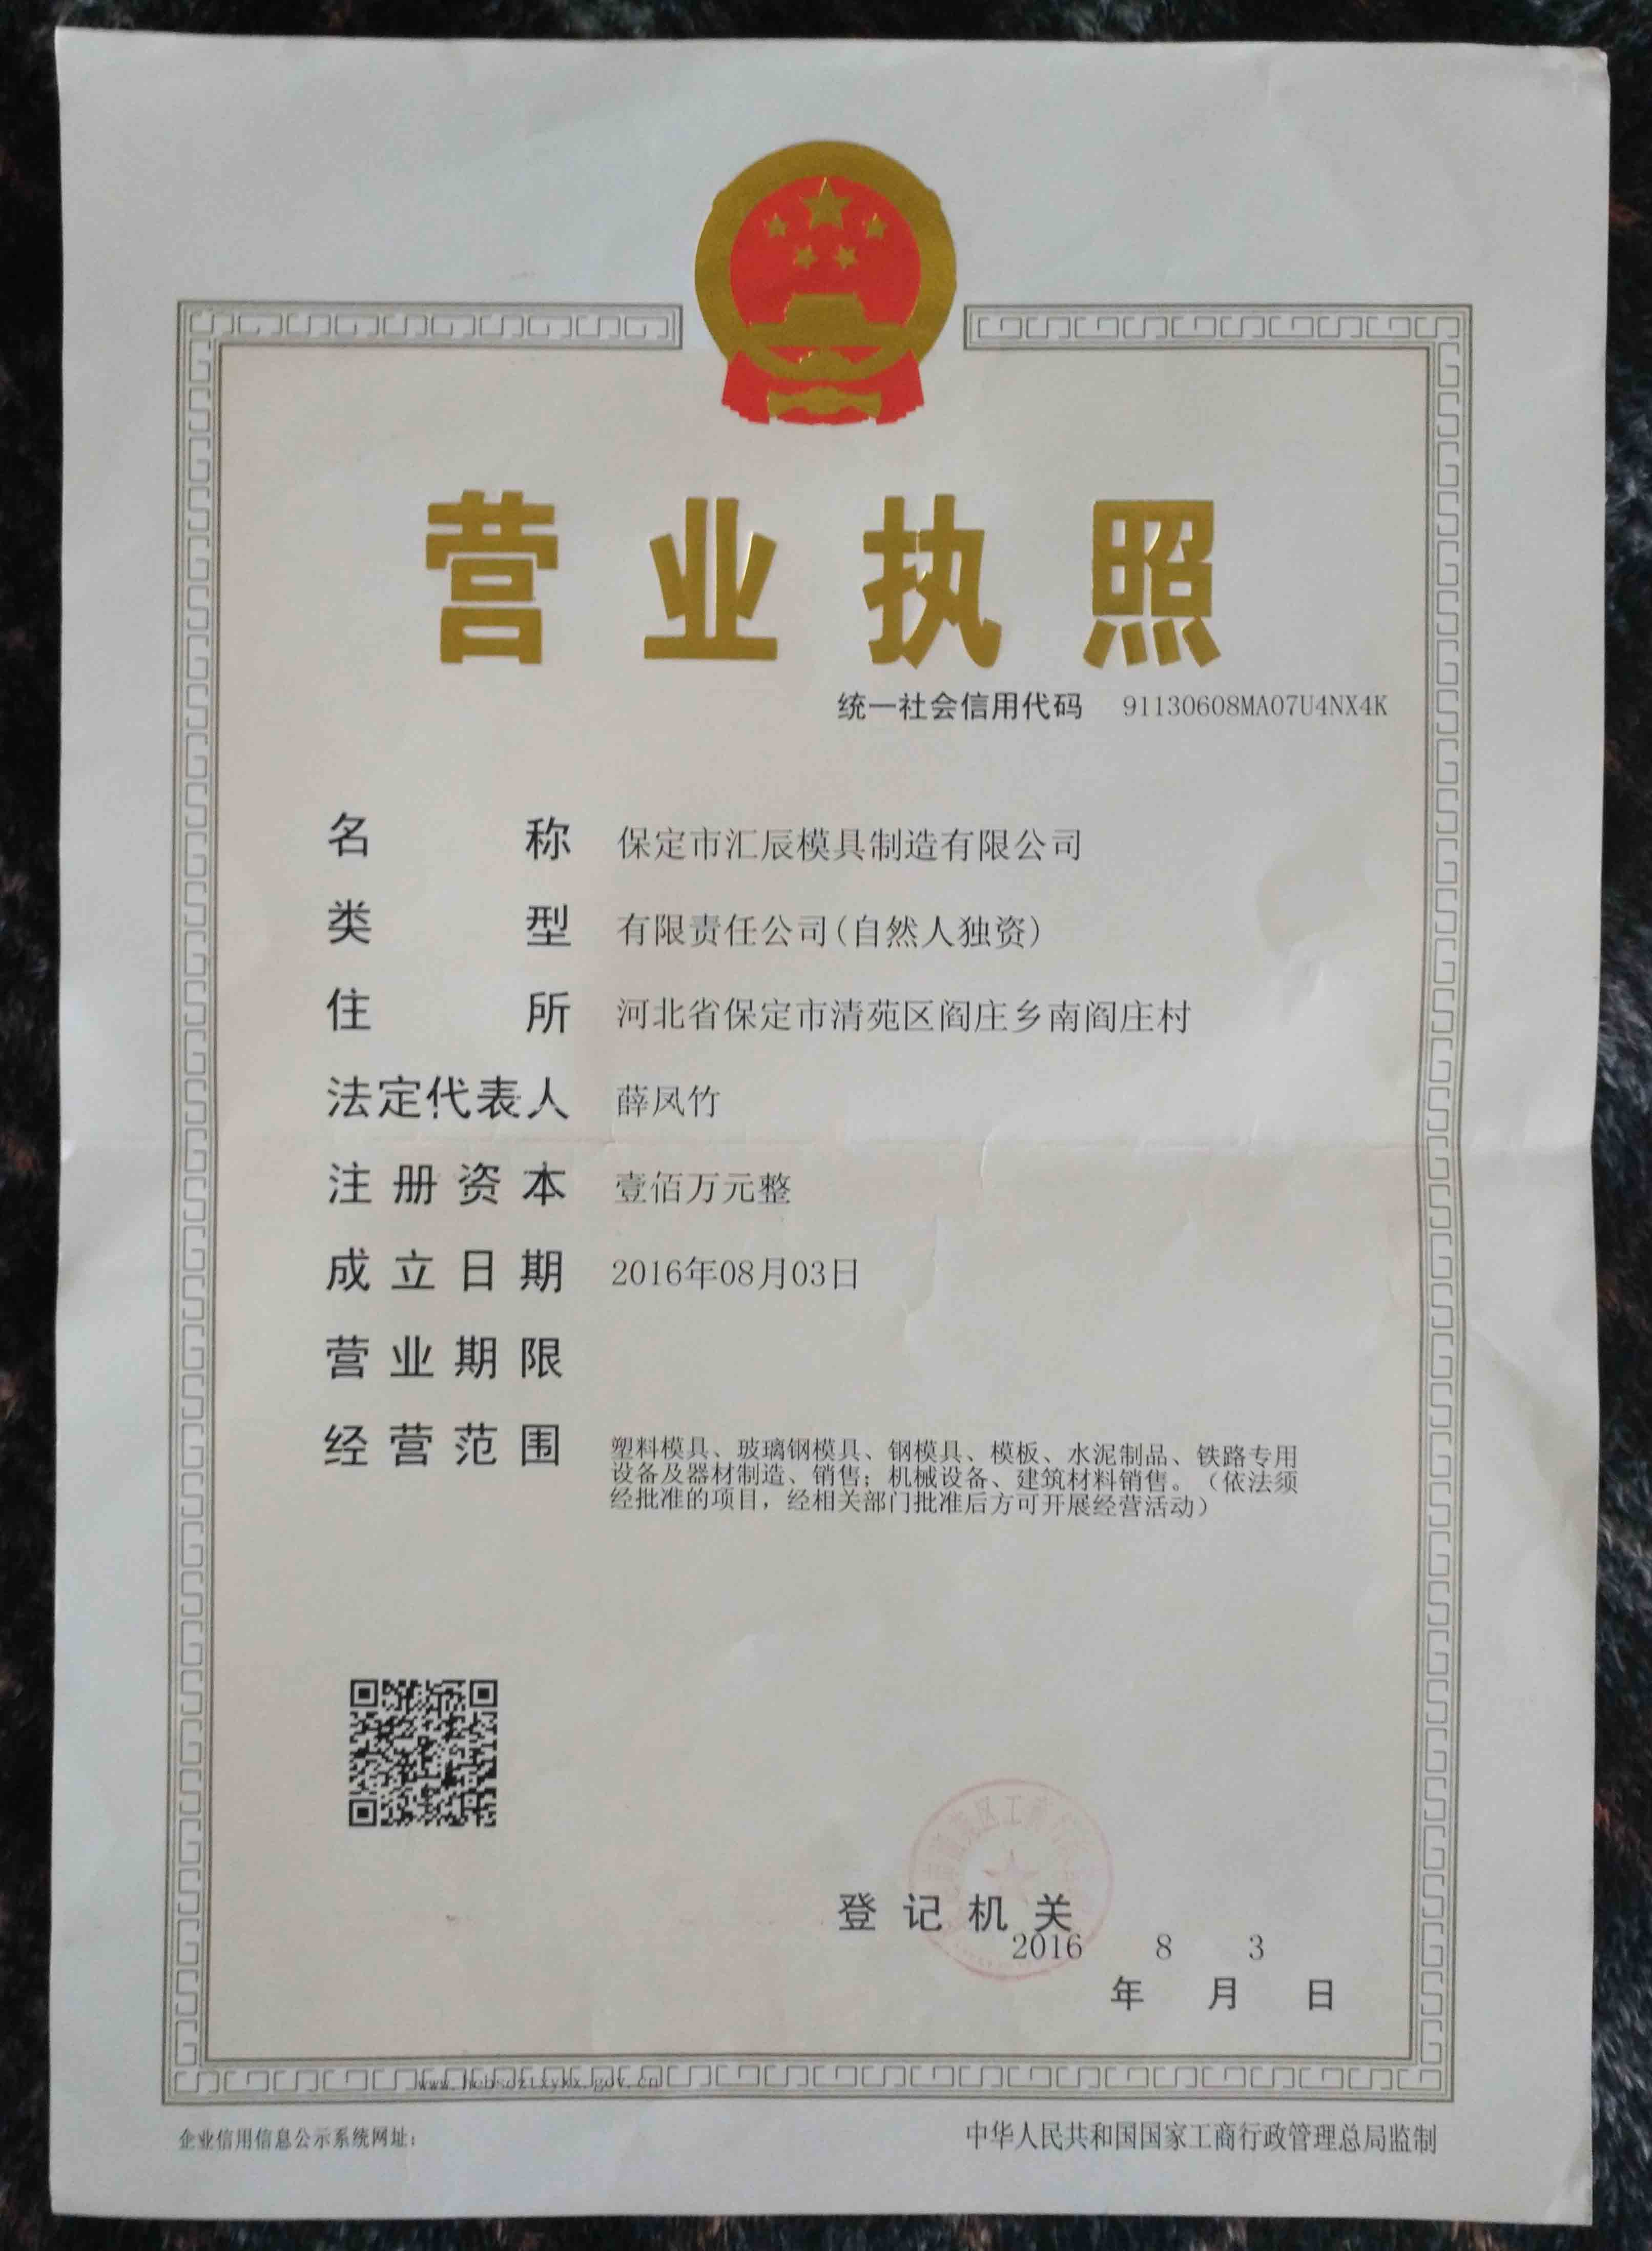 营业执照
统一社会信用代码 91130608MA07U4NX4K
名称 保定市汇辰模具制造有限公司
类型 有限责任公司(自然人独资)
住所 河北省保定市清苑区阎庄乡南阎庄村
法定代表人 薛凤竹
注册资本 壹佰万元整
成立日期 2016年08月03日
营业期限
经营范围 塑料模具、玻璃钢模具、钢模具、模板、水泥制品、铁路专用
设备及器材制造、销售；机械设备、建筑材料销售。（依法须
经批准的项目，经相关部门批准后方可开展经营活动）
登记机关
2016 8 3
年 月 日
企业信用信息公示系统网址：
中华人民共和国国家工商行政管理总局监制